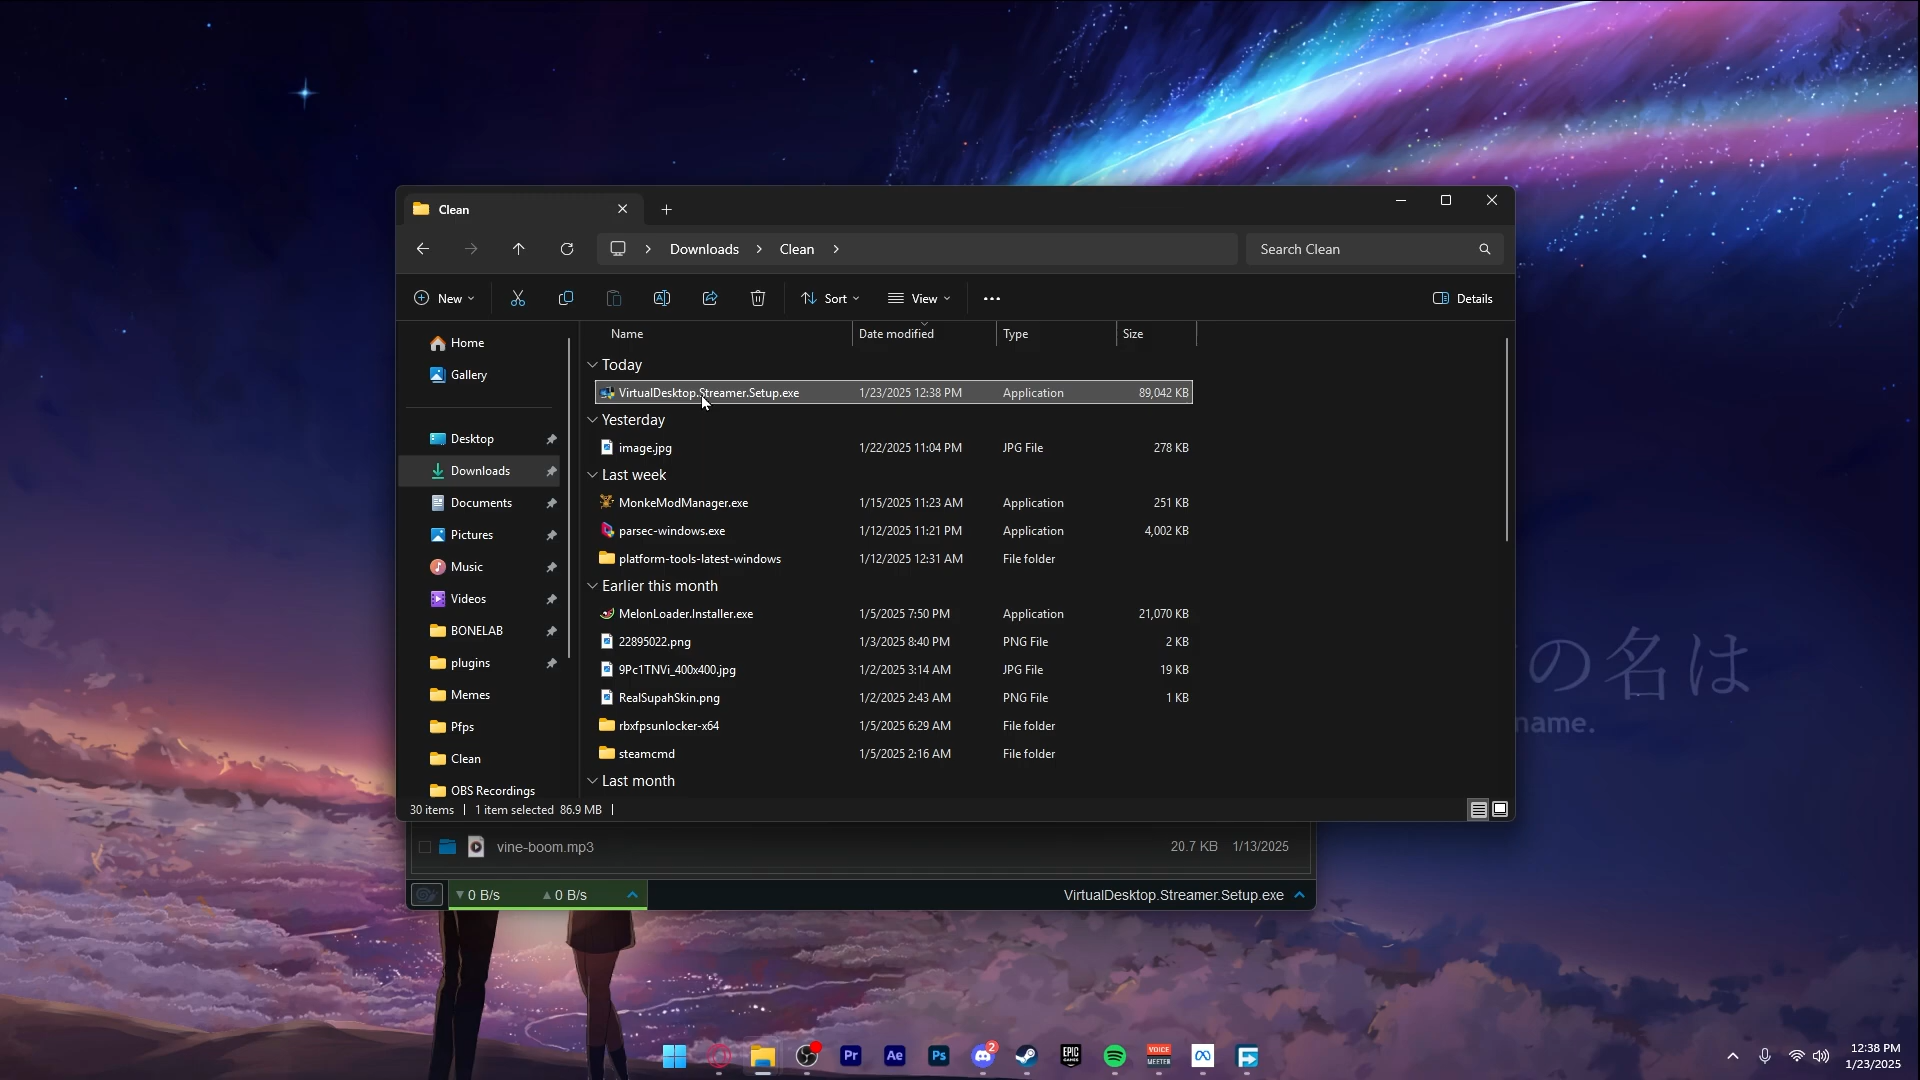 Clean
Downloads
Clean
Search Clean
New
Sort
View
Details
Name
Date modified
Type
Size
Home
Gallery
Desktop
Downloads
Documents
Pictures
Music
Videos
BONELAB
plugins
Memes
Pfps
Clean
OBS Recordings
Today
VirtualDesktop.Streamer.Setup.exe 1/23/2025 12:38 PM Application 89,042 KB
Yesterday
image.jpg 1/22/2025 11:04 PM JPG File 278 KB
Last week
MonkeModManager.exe 1/15/2025 11:23 AM Application 251 KB
parsec-windows.exe 1/12/2025 11:21 PM Application 4,002 KB
platform-tools-latest-windows 1/12/2025 12:31 AM File folder
Earlier this month
MelonLoader.Installer.exe 1/5/2025 7:50 PM Application 21,070 KB
22895022.png 1/3/2025 8:40 PM PNG File 2 KB
9Pc1TNVi_400x400.jpg 1/2/2025 3:14 AM JPG File 19 KB
RealSupahSkin.png 1/2/2025 2:43 AM PNG File 1 KB
rbxfpsunlocker-x64 1/5/2025 6:29 AM File folder
steamcmd 1/5/2025 2:16 AM File folder
Last month
30 items 1 item selected 86.9 MB
の名は
name.
vine-boom.mp3 20.7 KB 1/13/2025
0 B/s 0 B/s VirtualDesktop.Streamer.Setup.exe
Pr
Ae
Ps
2
EPIC
GAMES
VOICE
MEETER
12:38 PM
1/23/2025